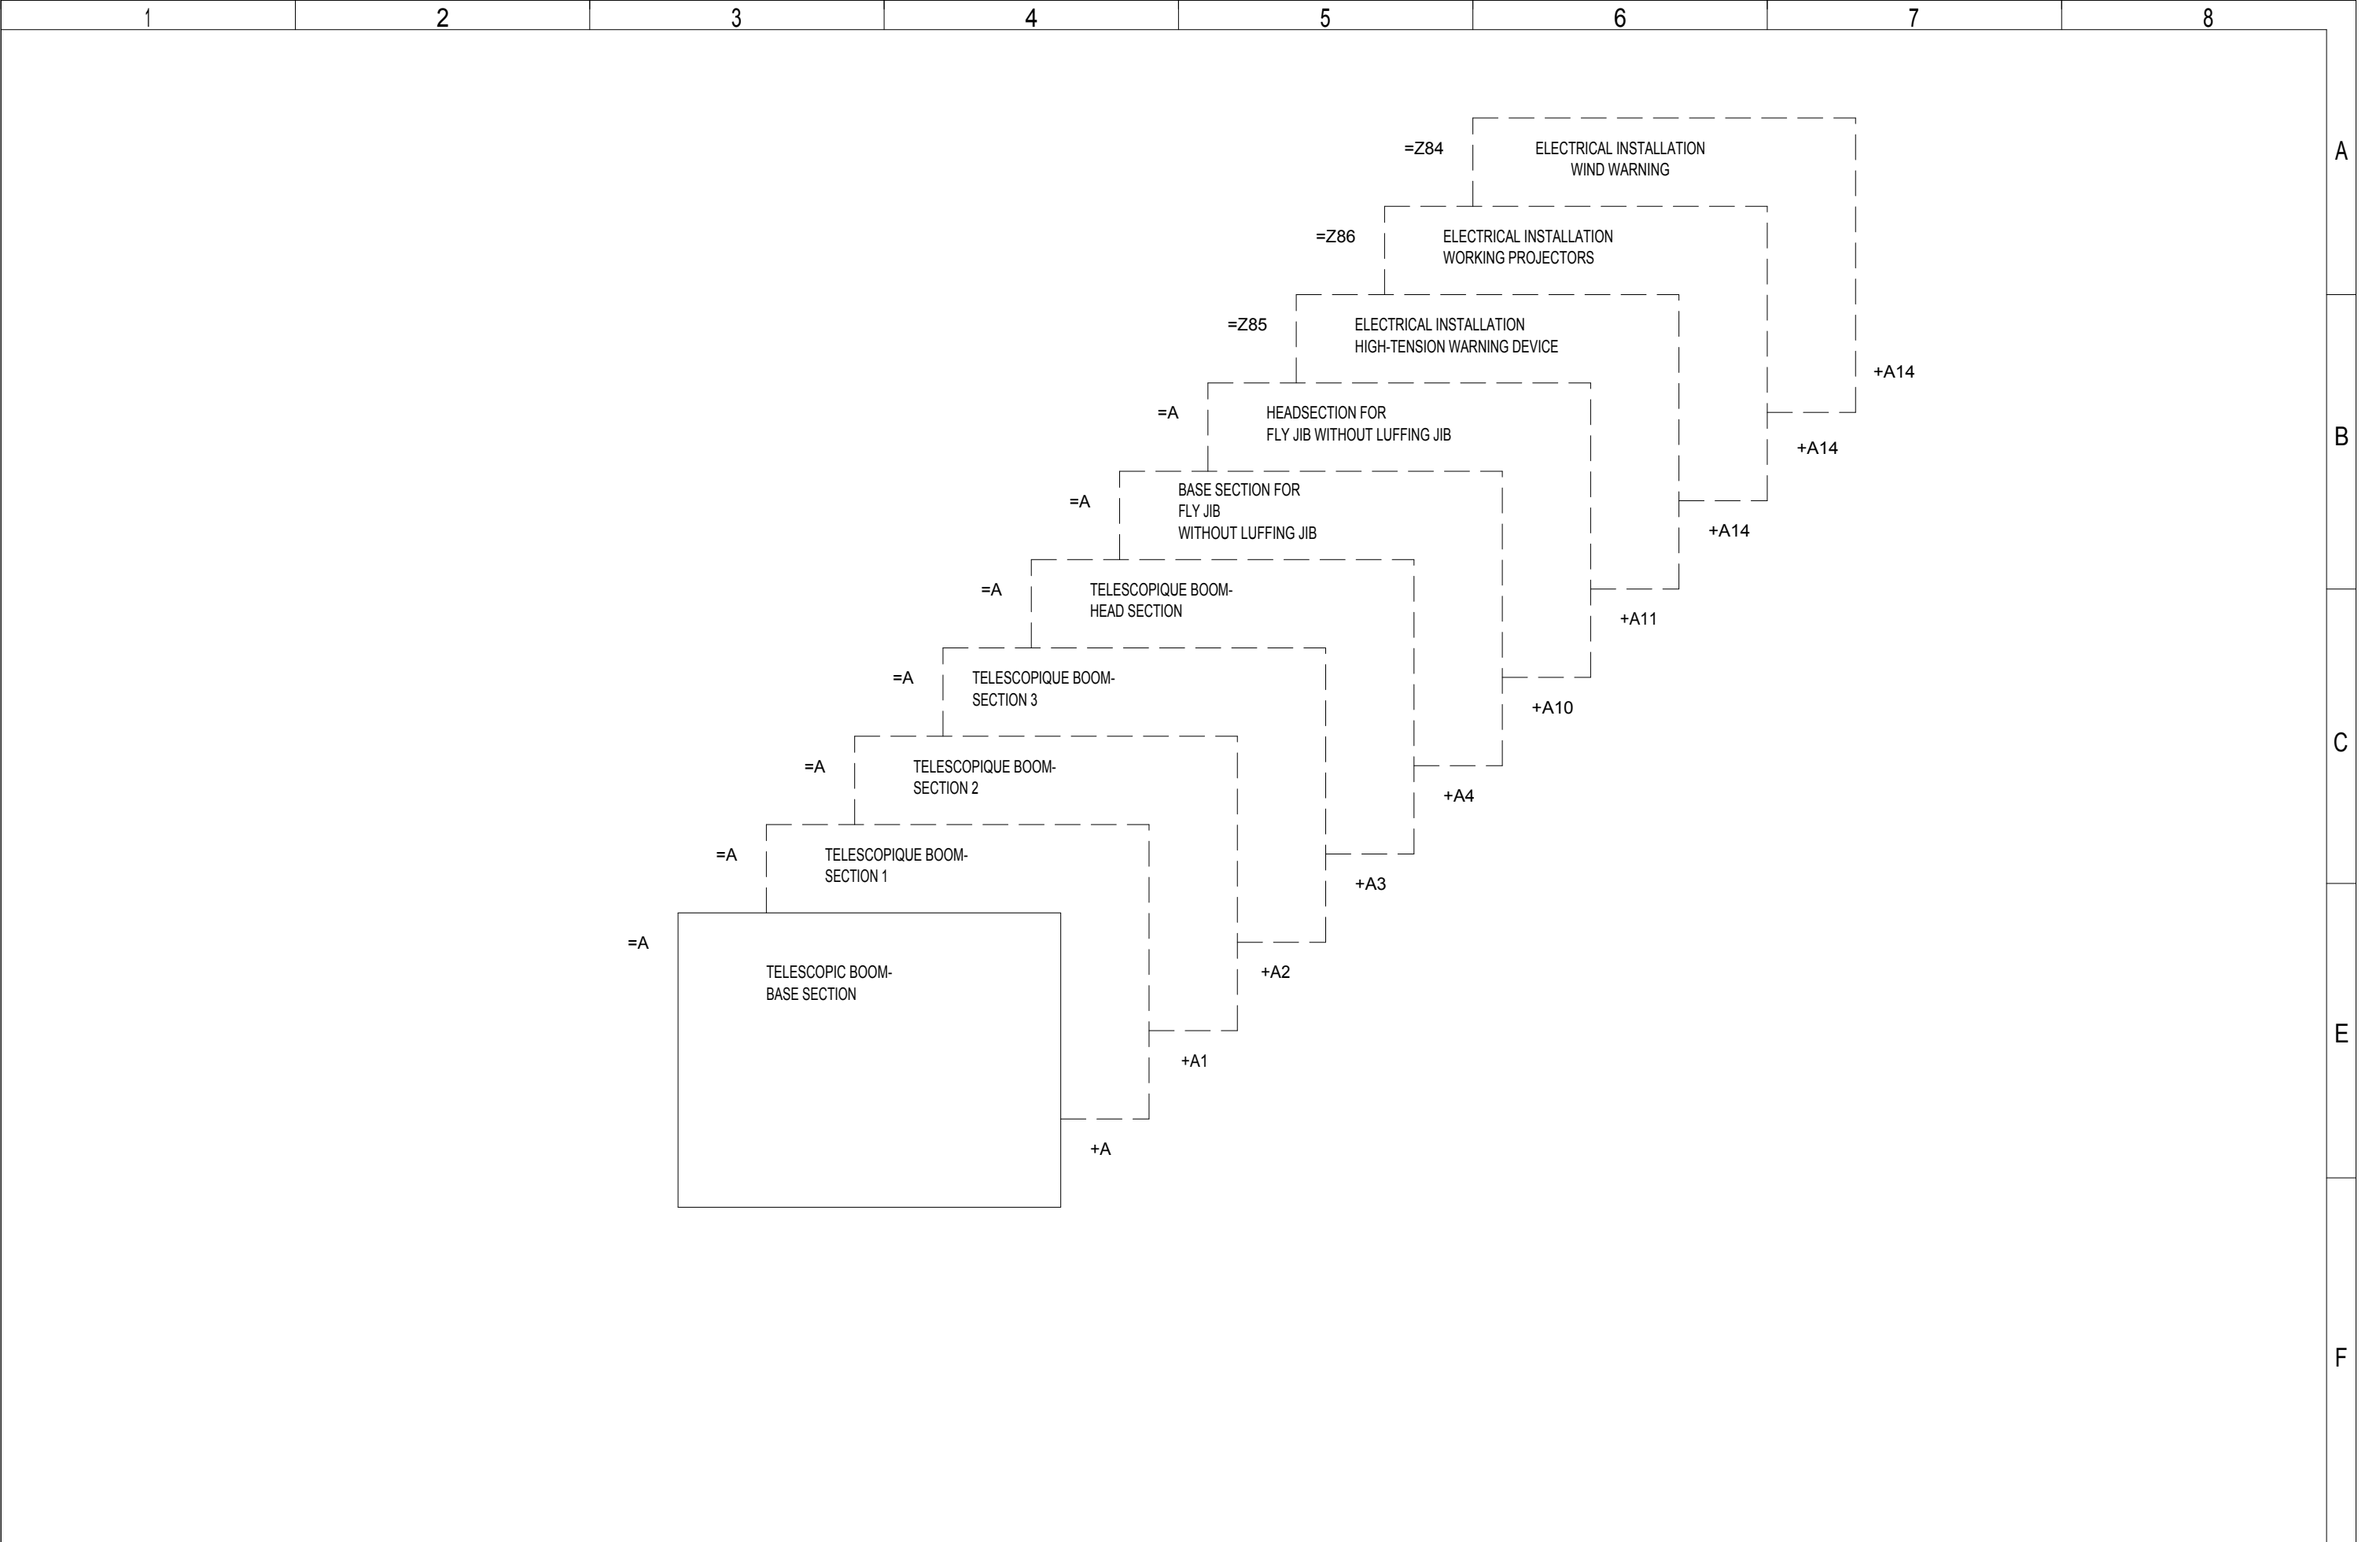 1 2 3 4 5 6 7 8
A
=Z84
ELECTRICAL INSTALLATION
WIND WARNING
=Z86
ELECTRICAL INSTALLATION
WORKING PROJECTORS
=Z85
ELECTRICAL INSTALLATION
HIGH-TENSION WARNING DEVICE
+A14
=A
HEADSECTION FOR
FLY JIB WITHOUT LUFFING JIB
B
+A14
=A
BASE SECTION FOR
FLY JIB
WITHOUT LUFFING JIB
+A14
=A
TELESCOPIQUE BOOM-
HEAD SECTION
+A11
=A
TELESCOPIQUE BOOM-
SECTION 3
+A10
C
=A
TELESCOPIQUE BOOM-
SECTION 2
+A4
=A
TELESCOPIQUE BOOM-
SECTION 1
+A3
=A
TELESCOPIC BOOM-
BASE SECTION
+A2
E
+A1
+A
F